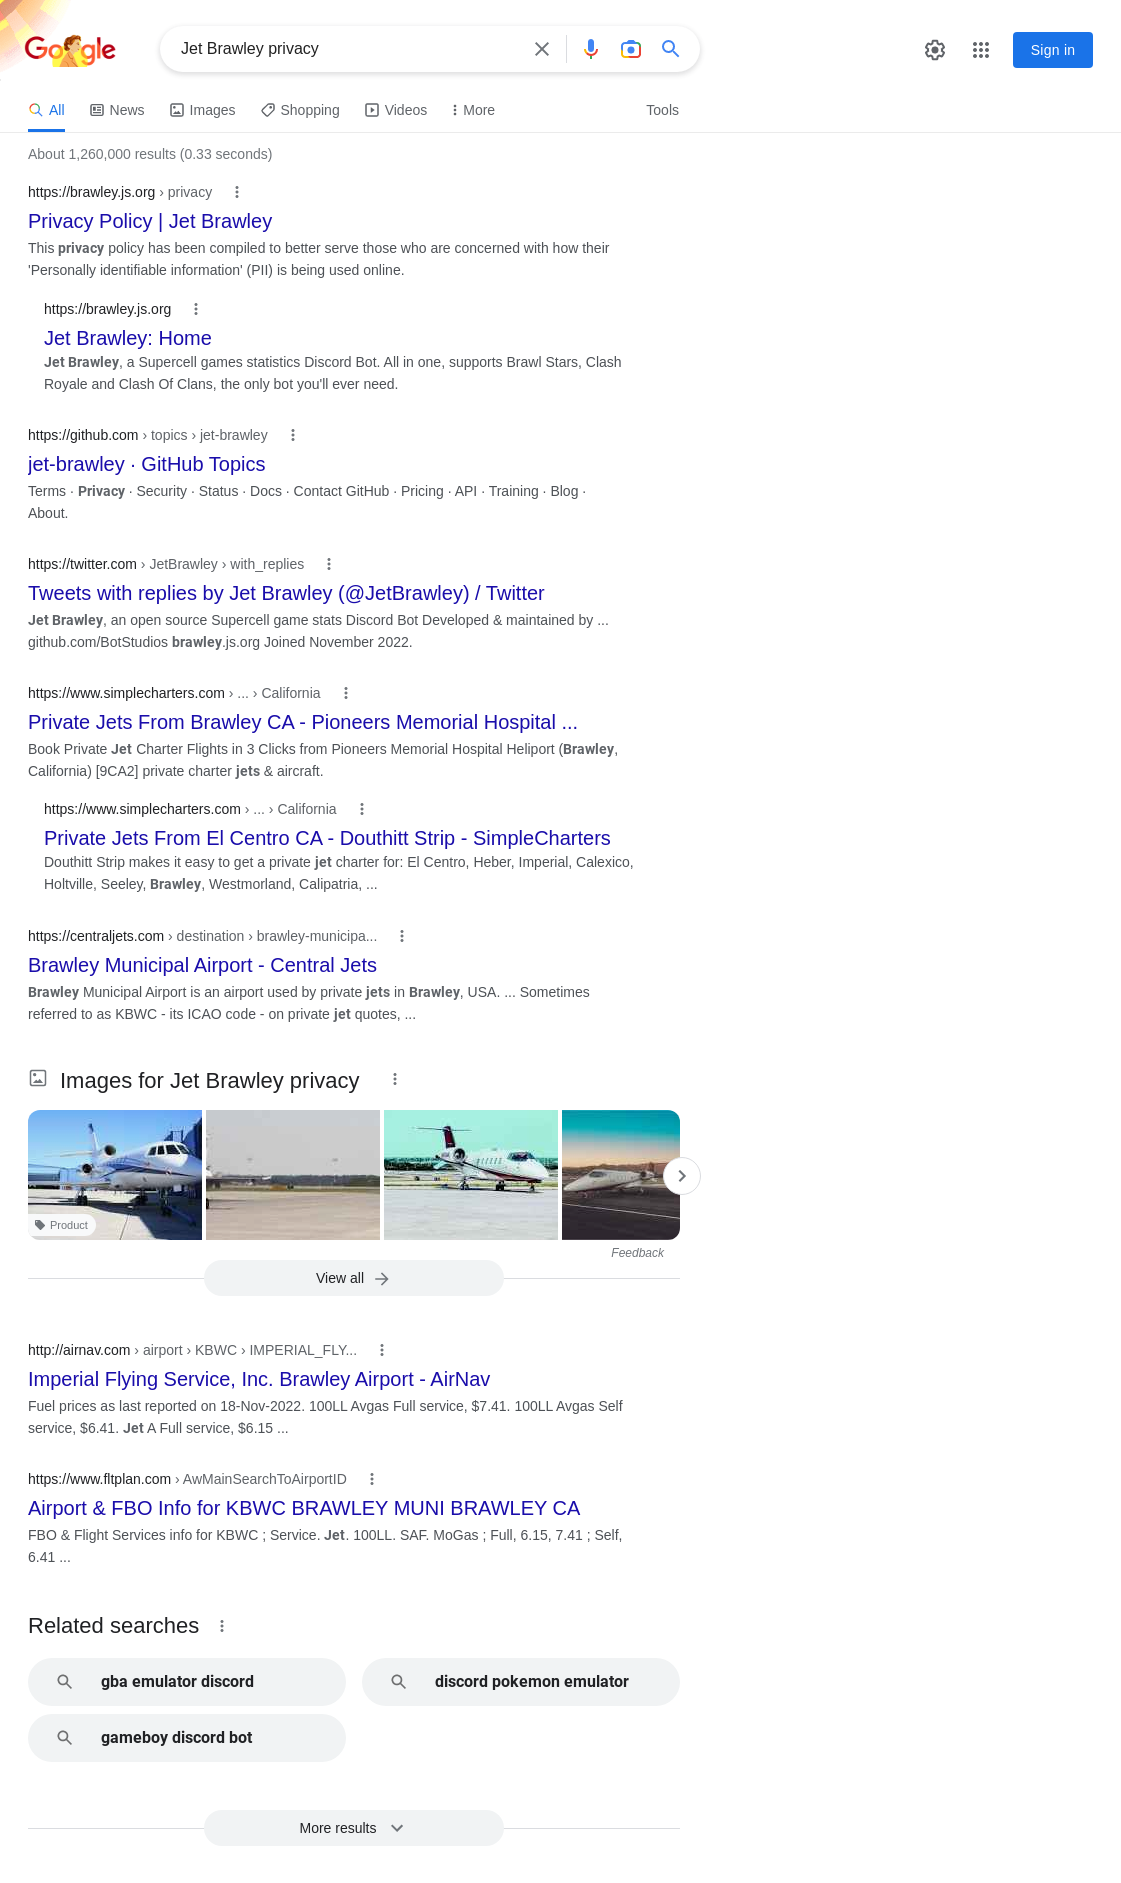 Google
Jet Brawley privacy
Sign in
All News Images Shopping Videos More Tools
About 1,260,000 results (0.33 seconds)
https://brawley.js.org › privacy
Privacy Policy | Jet Brawley
This privacy policy has been compiled to better serve those who are concerned with how their
'Personally identifiable information' (PII) is being used online.
https://brawley.js.org
Jet Brawley: Home
Jet Brawley, a Supercell games statistics Discord Bot. All in one, supports Brawl Stars, Clash
Royale and Clash Of Clans, the only bot you'll ever need.
https://github.com › topics › jet-brawley
jet-brawley · GitHub Topics
Terms · Privacy · Security · Status · Docs · Contact GitHub · Pricing · API · Training · Blog ·
About.
https://twitter.com › JetBrawley › with_replies
Tweets with replies by Jet Brawley (@JetBrawley) / Twitter
Jet Brawley, an open source Supercell game stats Discord Bot Developed & maintained by ...
github.com/BotStudios brawley.js.org Joined November 2022.
https://www.simplecharters.com › ... › California
Private Jets From Brawley CA - Pioneers Memorial Hospital ...
Book Private Jet Charter Flights in 3 Clicks from Pioneers Memorial Hospital Heliport (Brawley,
California) [9CA2] private charter jets & aircraft.
https://www.simplecharters.com › ... › California
Private Jets From El Centro CA - Douthitt Strip - SimpleCharters
Douthitt Strip makes it easy to get a private jet charter for: El Centro, Heber, Imperial, Calexico,
Holtville, Seeley, Brawley, Westmorland, Calipatria, ...
https://centraljets.com › destination › brawley-municipa...
Brawley Municipal Airport - Central Jets
Brawley Municipal Airport is an airport used by private jets in Brawley, USA. ... Sometimes
referred to as KBWC - its ICAO code - on private jet quotes, ...
Images for Jet Brawley privacy
Product
Feedback
View all
http://airnav.com › airport › KBWC › IMPERIAL_FLY...
Imperial Flying Service, Inc. Brawley Airport - AirNav
Fuel prices as last reported on 18-Nov-2022. 100LL Avgas Full service, $7.41. 100LL Avgas Self
service, $6.41. Jet A Full service, $6.15 ...
https://www.fltplan.com › AwMainSearchToAirportID
Airport & FBO Info for KBWC BRAWLEY MUNI BRAWLEY CA
FBO & Flight Services info for KBWC ; Service. Jet. 100LL. SAF. MoGas ; Full, 6.15, 7.41 ; Self,
6.41 ...
Related searches
gba emulator discord
discord pokemon emulator
gameboy discord bot
More results